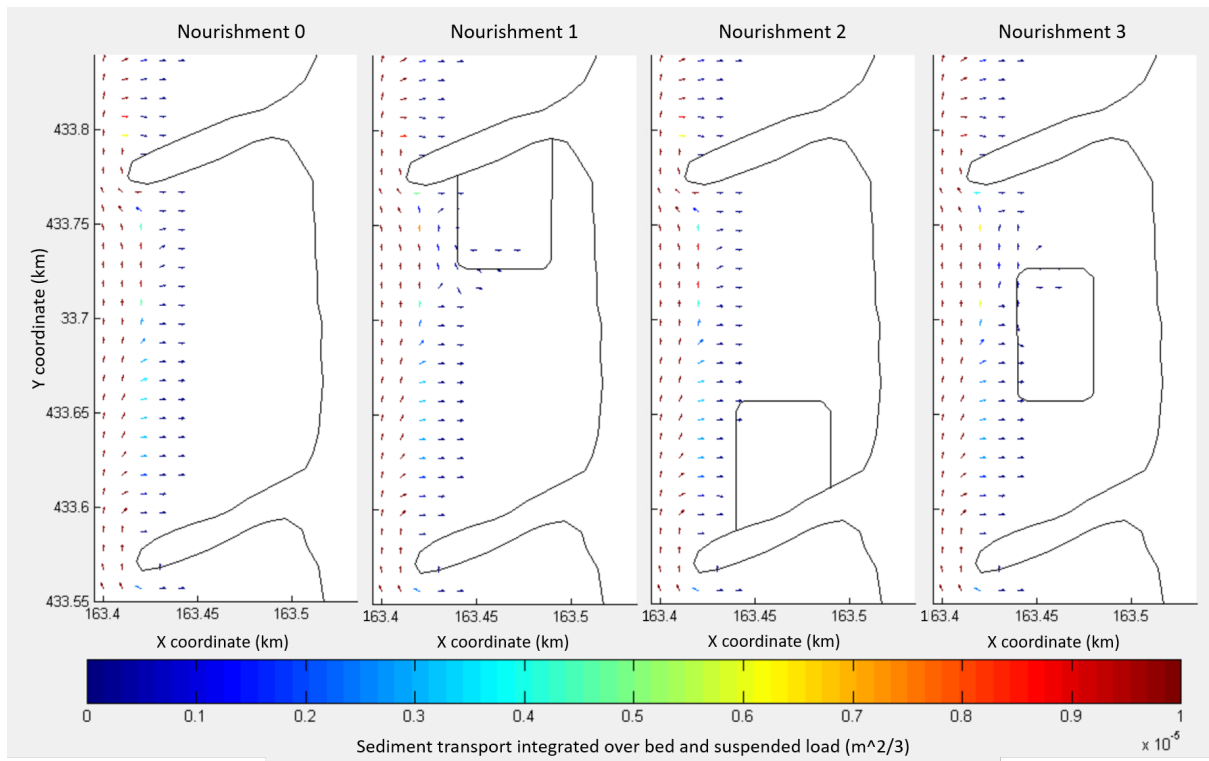 Nourishment 0 Nourishment 1 Nourishment 2 Nourishment 3
433.8
433.75
33.7
433.65
433.6
433.55
Y coordinate (km)
163.4 163.45 163.5 163.4 163.45 163.5 163.4 163.45 163.5 163.4 163.45 163.5
X coordinate (km) X coordinate (km) X coordinate (km) X coordinate (km)
0 0.1 0.2 0.3 0.4 0.5 0.6 0.7 0.8 0.9 1
Sediment transport integrated over bed and suspended load (m^2/3) x 10^-5